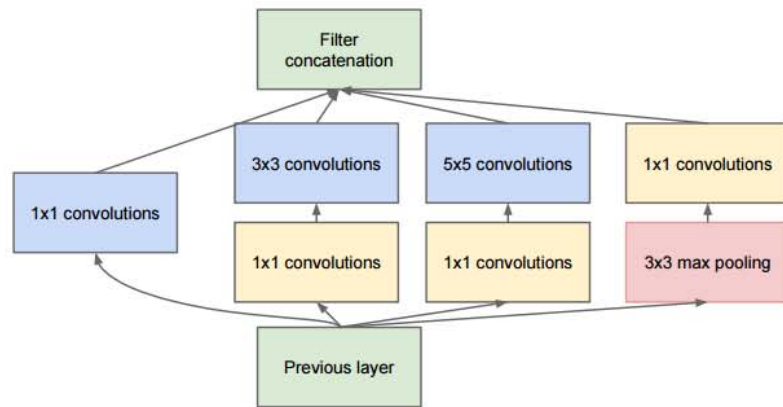 Filter
concatenation
3x3 convolutions
5x5 convolutions
1x1 convolutions
1x1 convolutions
1x1 convolutions
1x1 convolutions
3x3 max pooling
Previous layer